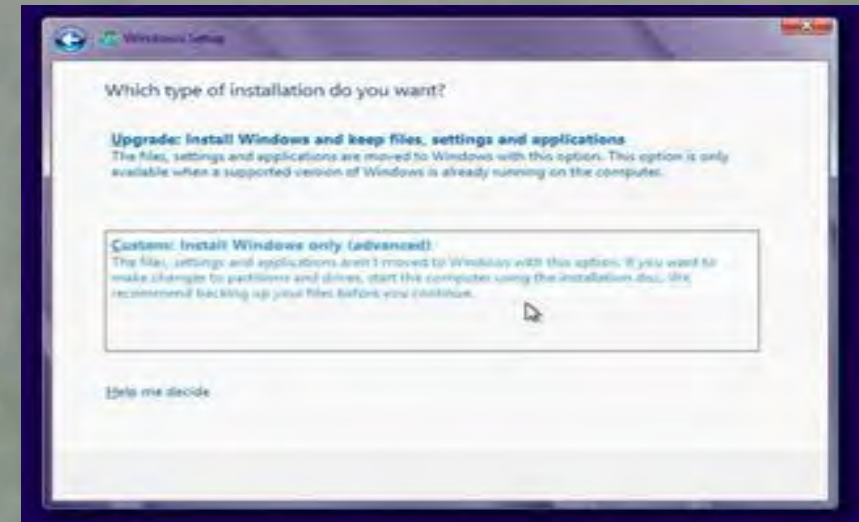 Windows Setup
Which type of installation do you want?
Upgrade: Install Windows and keep files, settings and applications
The files, settings and applications are moved to Windows with this option. This option is only
available when a supported version of Windows is already running on the computer.
Custom: Install Windows only (advanced)
The files, settings and applications aren't moved to Windows with this option. If you want to
make changes to partitions and drives, start the computer using the installation disc. We
recommend backing up your files before you continue.
Help me decide